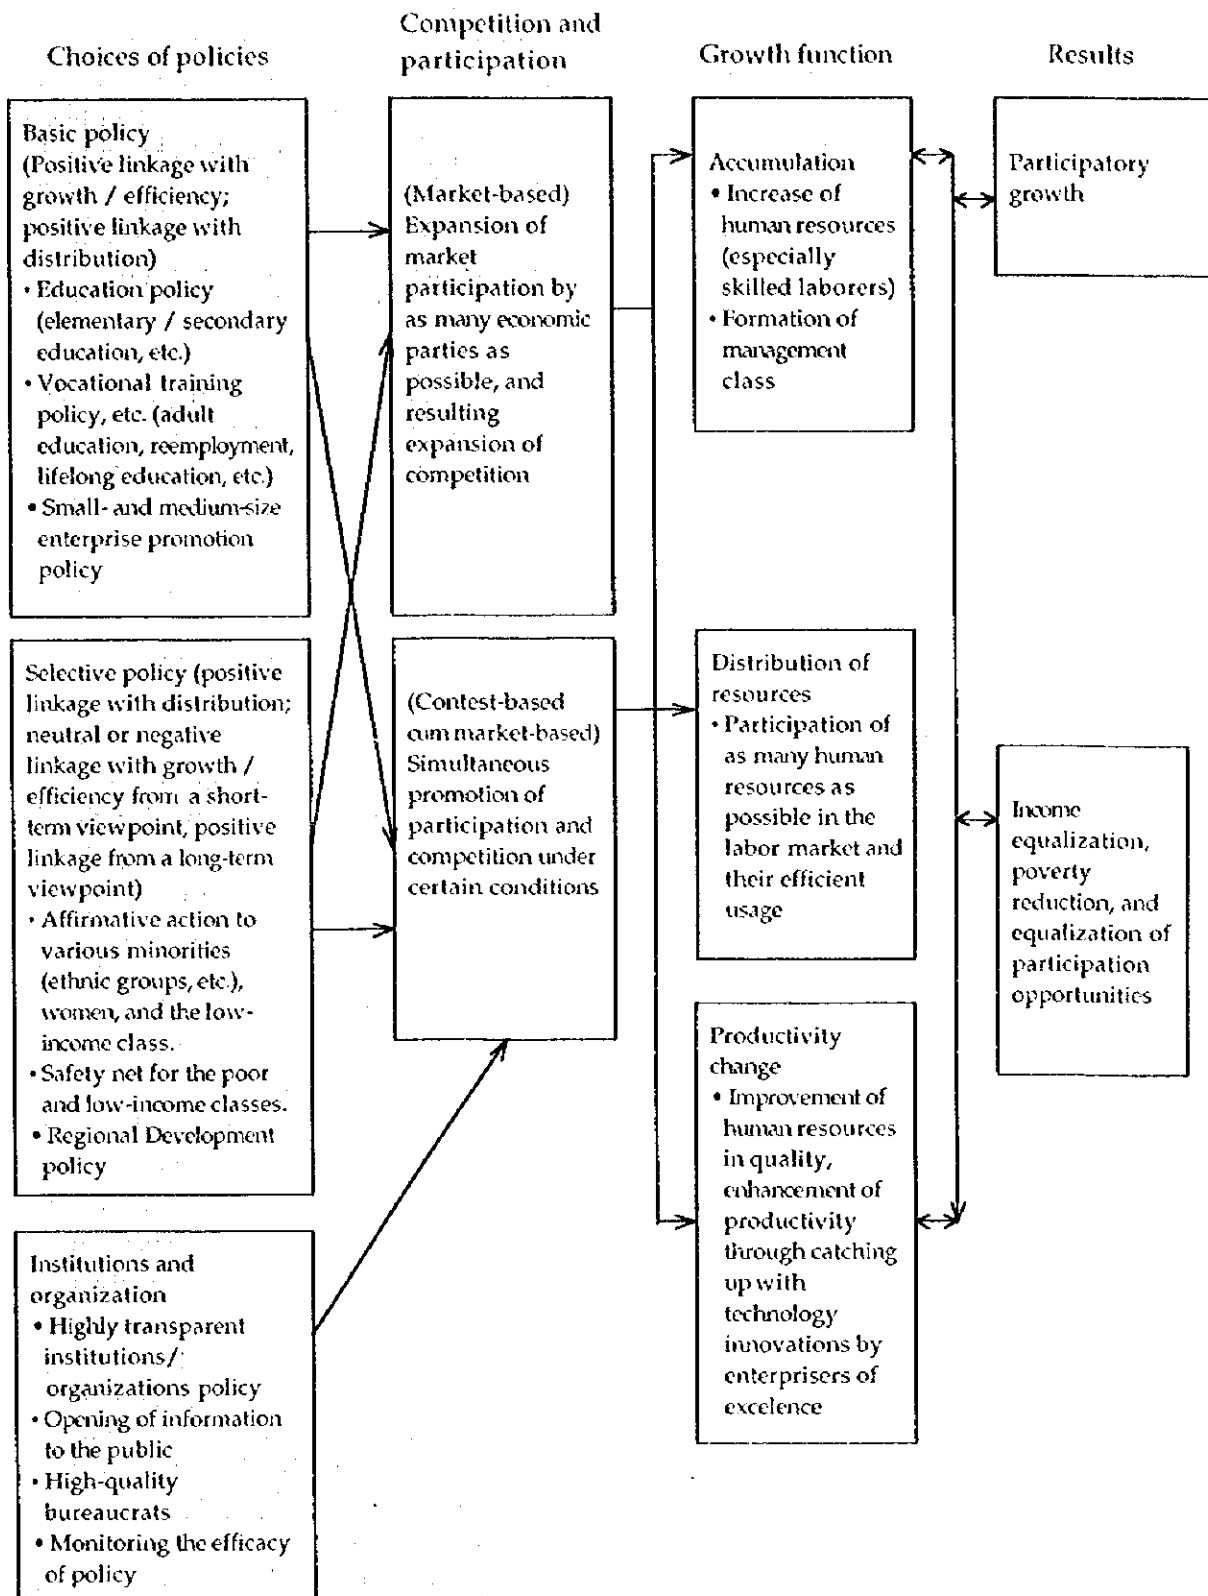 Choices of policies
Competition and
participation
Growth function
Results
Basic policy
(Positive linkage with
growth / efficiency;
positive linkage with
distribution)
• Education policy
(elementary / secondary
education, etc.)
• Vocational training
policy, etc. (adult
education, reemployment,
lifelong education, etc.)
• Small- and medium-size
enterprise promotion
policy
Selective policy (positive
linkage with distribution;
neutral or negative
linkage with growth /
efficiency from a short-
term viewpoint, positive
linkage from a long-term
viewpoint)
• Affirmative action to
various minorities
(ethnic groups, etc.),
women, and the low-
income class.
• Safety net for the poor
and low-income classes.
• Regional Development
policy
Institutions and
organization
• Highly transparent
institutions/
organizations policy
• Opening of information
to the public
• High-quality
bureaucrats
• Monitoring the efficacy
of policy
(Market-based)
Expansion of
market
participation by
as many economic
parties as
possible, and
resulting
expansion of
competition
(Contest-based
cum market-based)
Simultaneous
promotion of
participation and
competition under
certain conditions
Accumulation
• Increase of
human resources
(especially
skilled laborers)
• Formation of
management
class
Distribution of
resources
• Participation of
as many human
resources as
possible in the
labor market and
their efficient
usage
Productivity
change
• Improvement of
human resources
in quality,
enhancement of
productivity
through catching
up with
technology
innovations by
enterprisers of
excelence
Participatory
growth
Income
equalization,
poverty
reduction, and
equalization of
participation
opportunities